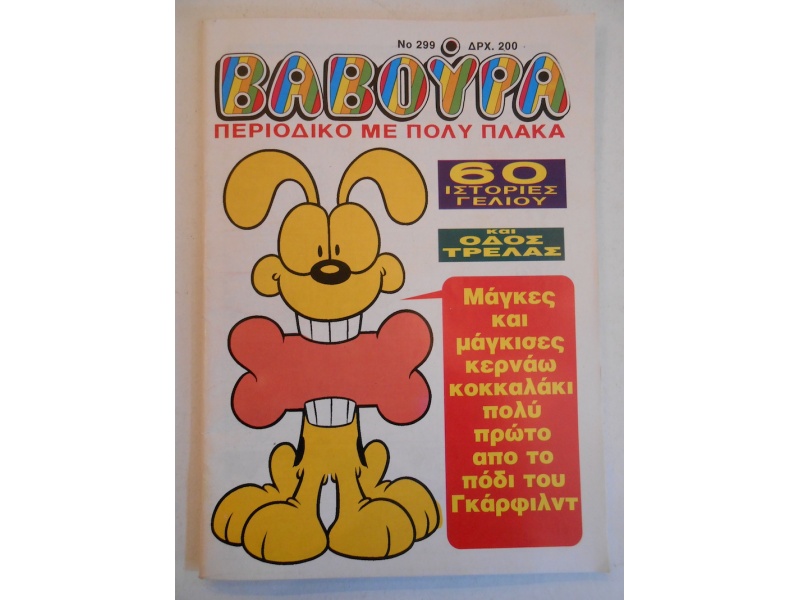 Νο 299 ΔΡΧ. 200
ΒΑΒΟΥΡΑ
ΠΕΡΙΟΔΙΚΟ ΜΕ ΠΟΛΥ ΠΛΑΚΑ
60
ΙΣΤΟΡΙΕΣ
ΓΕΛΙΟΥ
και
ΟΔΟΣ
ΤΡΕΛΑΣ
Μάγκες
και
μάγκισες
κερνάω
κοκκαλάκι
πολύ
πρώτο
απο το
πόδι του
Γκάρφιλντ